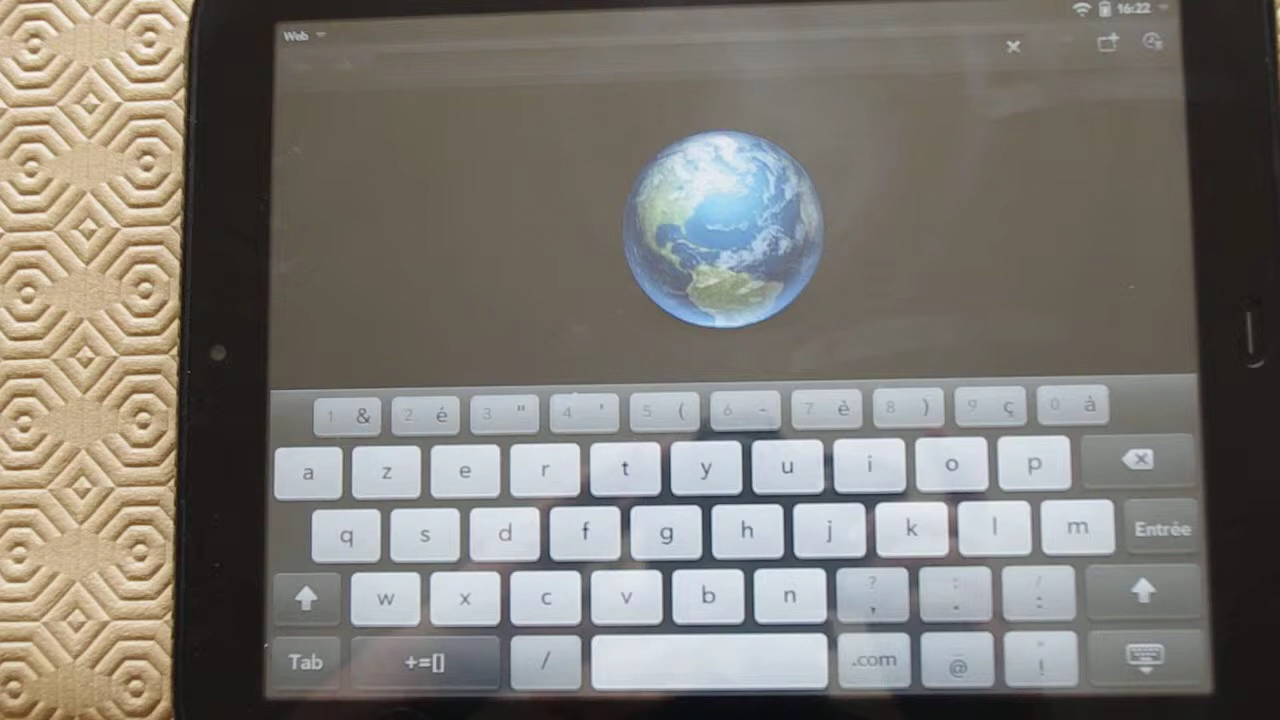 Web 16:22
1 & 2 é 3 " 4 ' 5 ( 6 - 7 è 8 ) 9 ç 0 à
a z e r t y u i o p
q s d f g h j k l m Entrée
w x c v b n ? , : . /
Tab +=[] / .com @ !